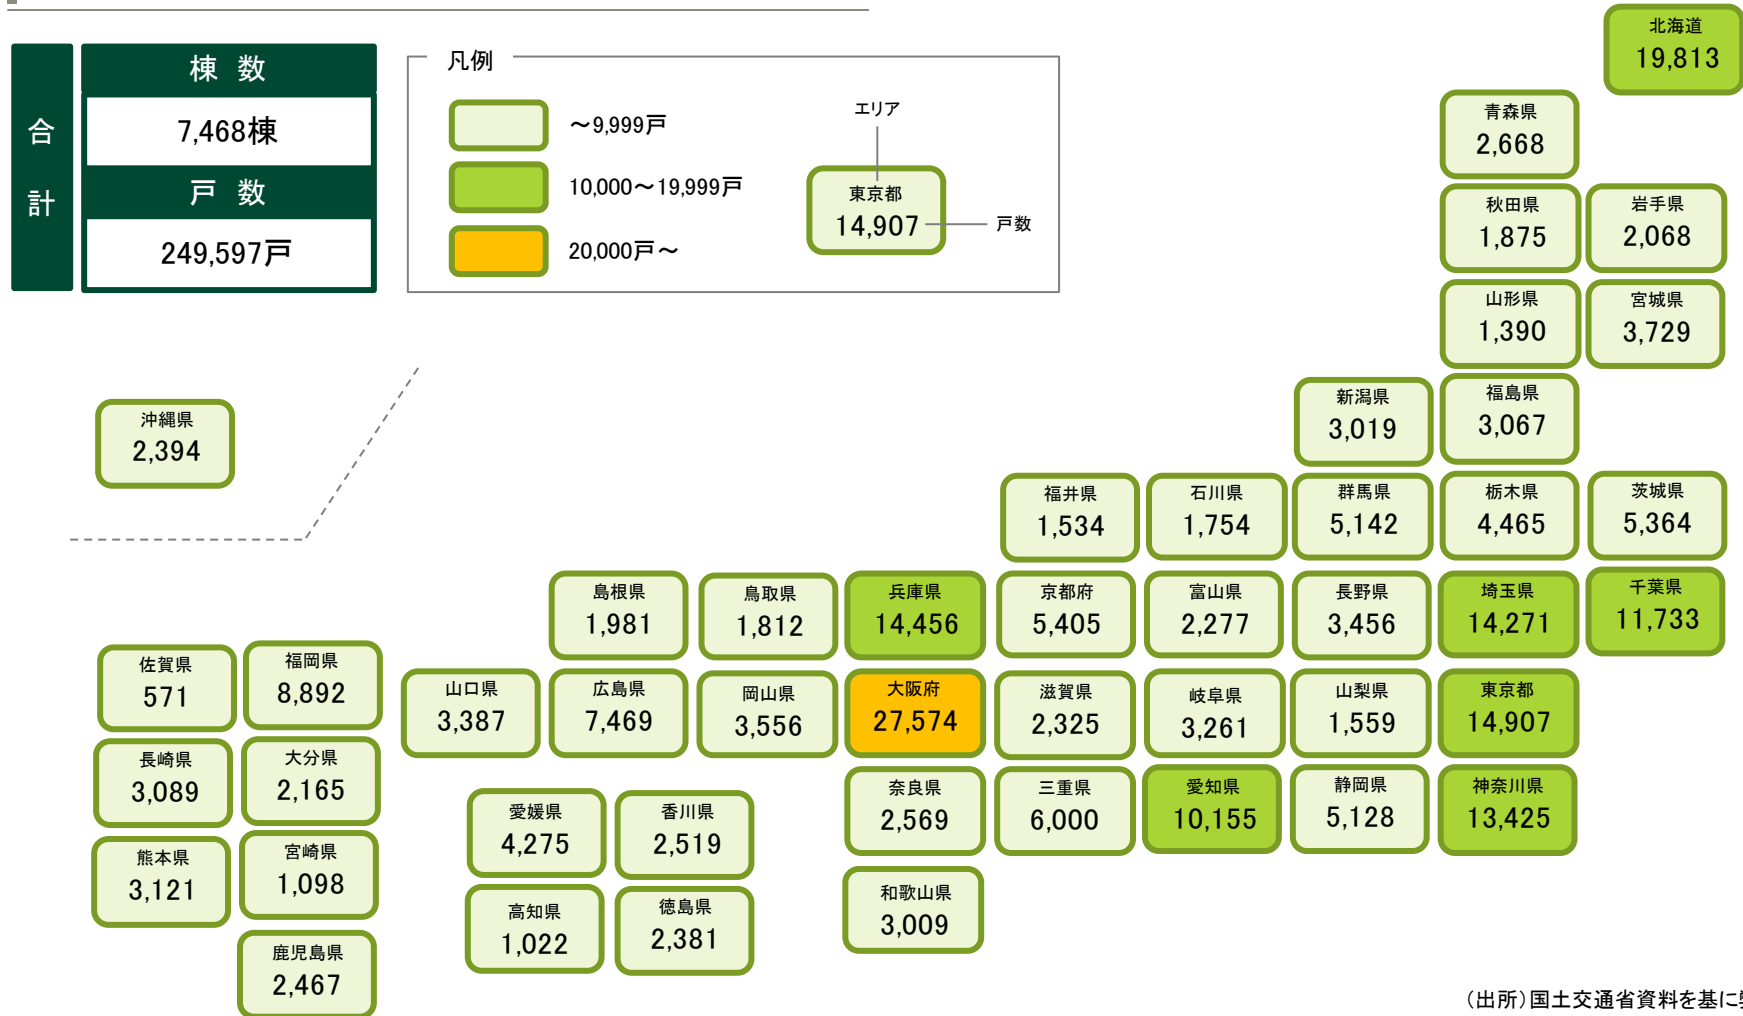 合計
棟 数
7,468棟
戸 数
249,597戸
凡例
～9,999戸
10,000～19,999戸
20,000戸～
エリア
東京都
14,907
戸数
北海道
19,813
青森県
2,668
秋田県
1,875
岩手県
2,068
山形県
1,390
宮城県
3,729
新潟県
3,019
福島県
3,067
沖縄県
2,394
福井県
1,534
石川県
1,754
群馬県
5,142
栃木県
4,465
茨城県
5,364
島根県
1,981
鳥取県
1,812
兵庫県
14,456
京都府
5,405
富山県
2,277
長野県
3,456
埼玉県
14,271
千葉県
11,733
佐賀県
571
福岡県
8,892
山口県
3,387
広島県
7,469
岡山県
3,556
大阪府
27,574
滋賀県
2,325
岐阜県
3,261
山梨県
1,559
東京都
14,907
長崎県
3,089
大分県
2,165
愛媛県
4,275
香川県
2,519
奈良県
2,569
三重県
6,000
愛知県
10,155
静岡県
5,128
神奈川県
13,425
熊本県
3,121
宮崎県
1,098
高知県
1,022
徳島県
2,381
和歌山県
3,009
鹿児島県
2,467
（出所）国土交通省資料を基に